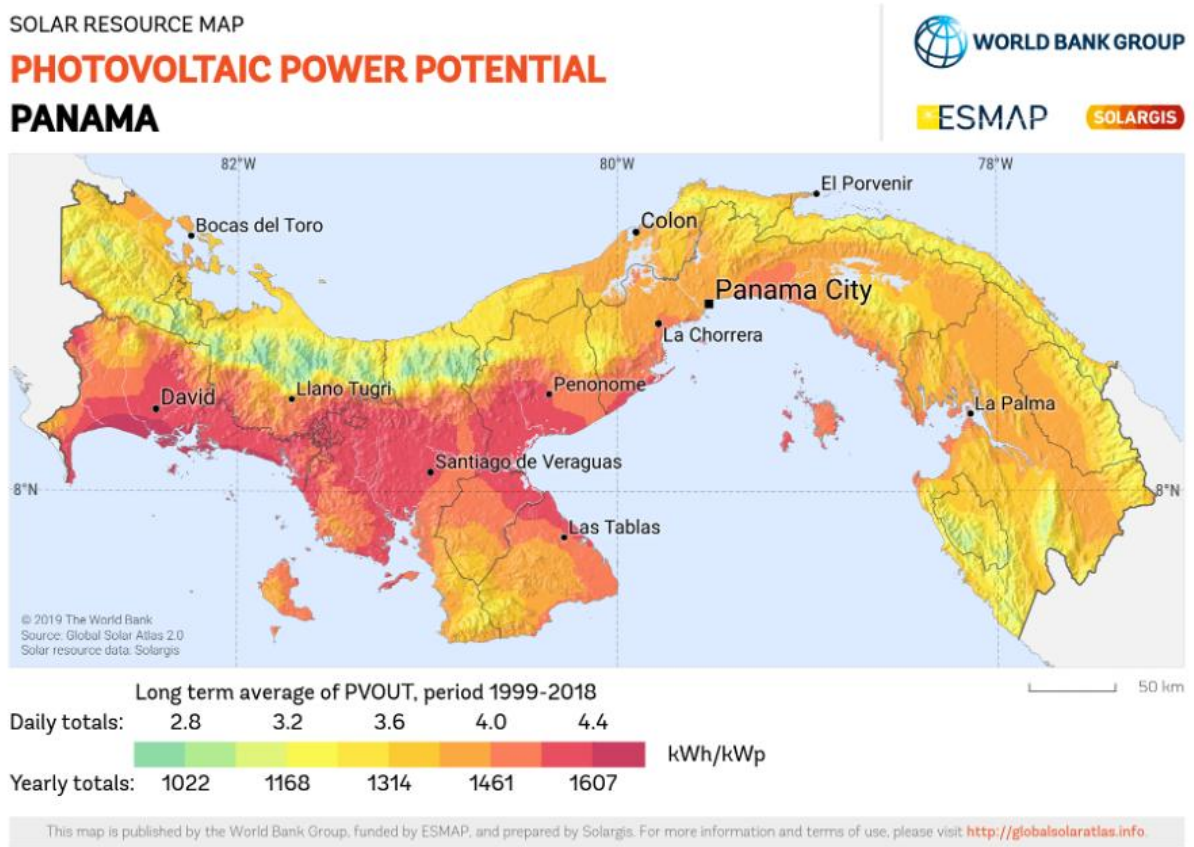 SOLAR RESOURCE MAP
PHOTOVOLTAIC POWER POTENTIAL
PANAMA
WORLD BANK GROUP
ESMAP
SOLARGIS
82°W
80°W
78°W
El Porvenir
Bocas del Toro
Colon
Panama City
La Chorrera
Penonome
Llano Tugri
David
La Palma
Santiago de Veraguas
8°N
8°N
Las Tablas
© 2019 The World Bank
Source: Global Solar Atlas 2.0
Solar resource data: Solargis
50 km
Long term average of PVOUT, period 1999-2018
Daily totals: 2.8 3.2 3.6 4.0 4.4
kWh/kWp
Yearly totals: 1022 1168 1314 1461 1607
This map is published by the World Bank Group, funded by ESMAP, and prepared by Solargis. For more information and terms of use, please visit http://globalsolaratlas.info.